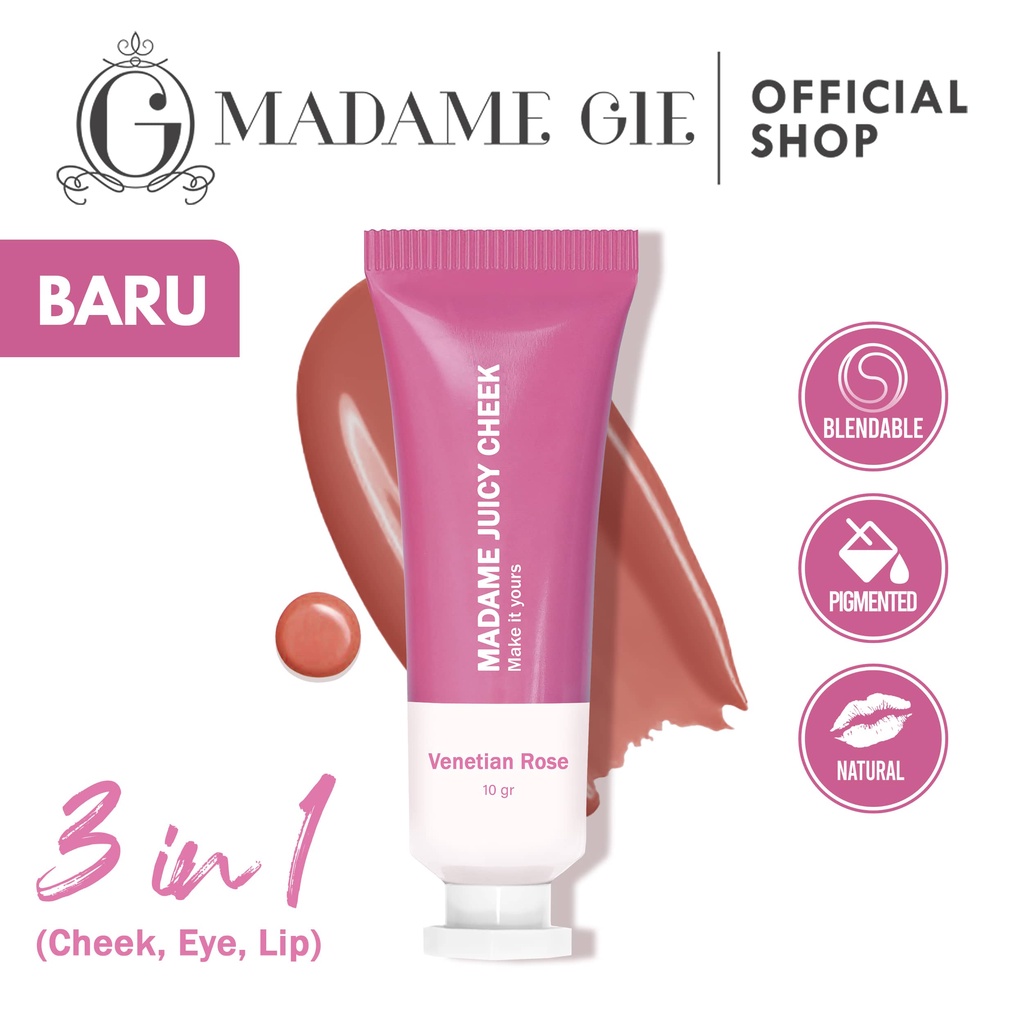 G MADAME GIE
OFFICIAL
SHOP
BARU
MADAME JUICY CHEEK
Make it yours
Venetian Rose
10 gr
BLENDABLE
PIGMENTED
NATURAL
3 in 1
(Cheek, Eye, Lip)